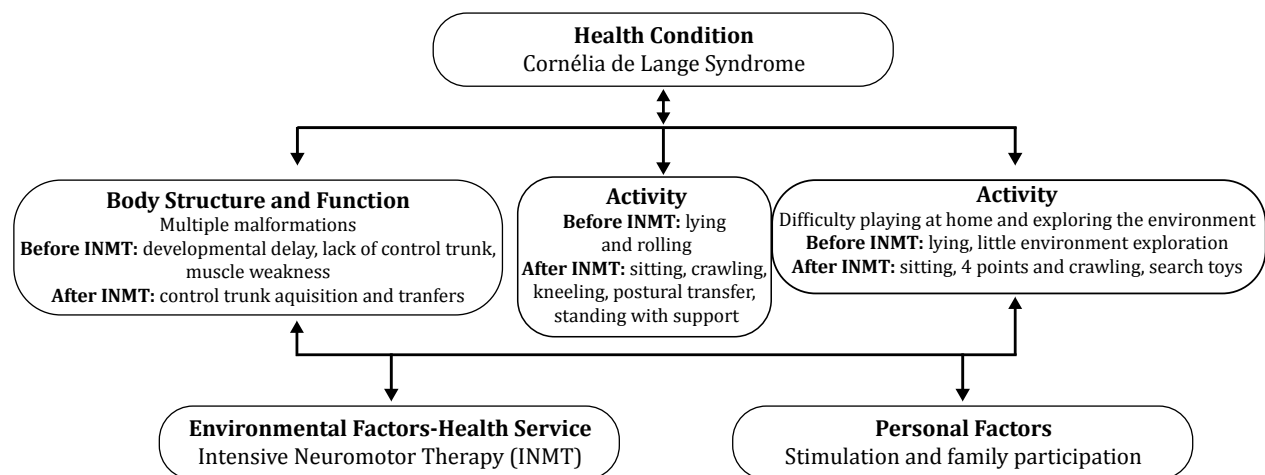 Health Condition
Cornélia de Lange Syndrome
Body Structure and Function
Multiple malformations
Before INMT: developmental delay, lack of control trunk,
muscle weakness
After INMT: control trunk aquisition and tranfers
Activity
Before INMT: lying
and rolling
After INMT: sitting, crawling,
kneeling, postural transfer,
standing with support
Activity
Difficulty playing at home and exploring the environment
Before INMT: lying, little environment exploration
After INMT: sitting, 4 points and crawling, search toys
Environmental Factors-Health Service
Intensive Neuromotor Therapy (INMT)
Personal Factors
Stimulation and family participation